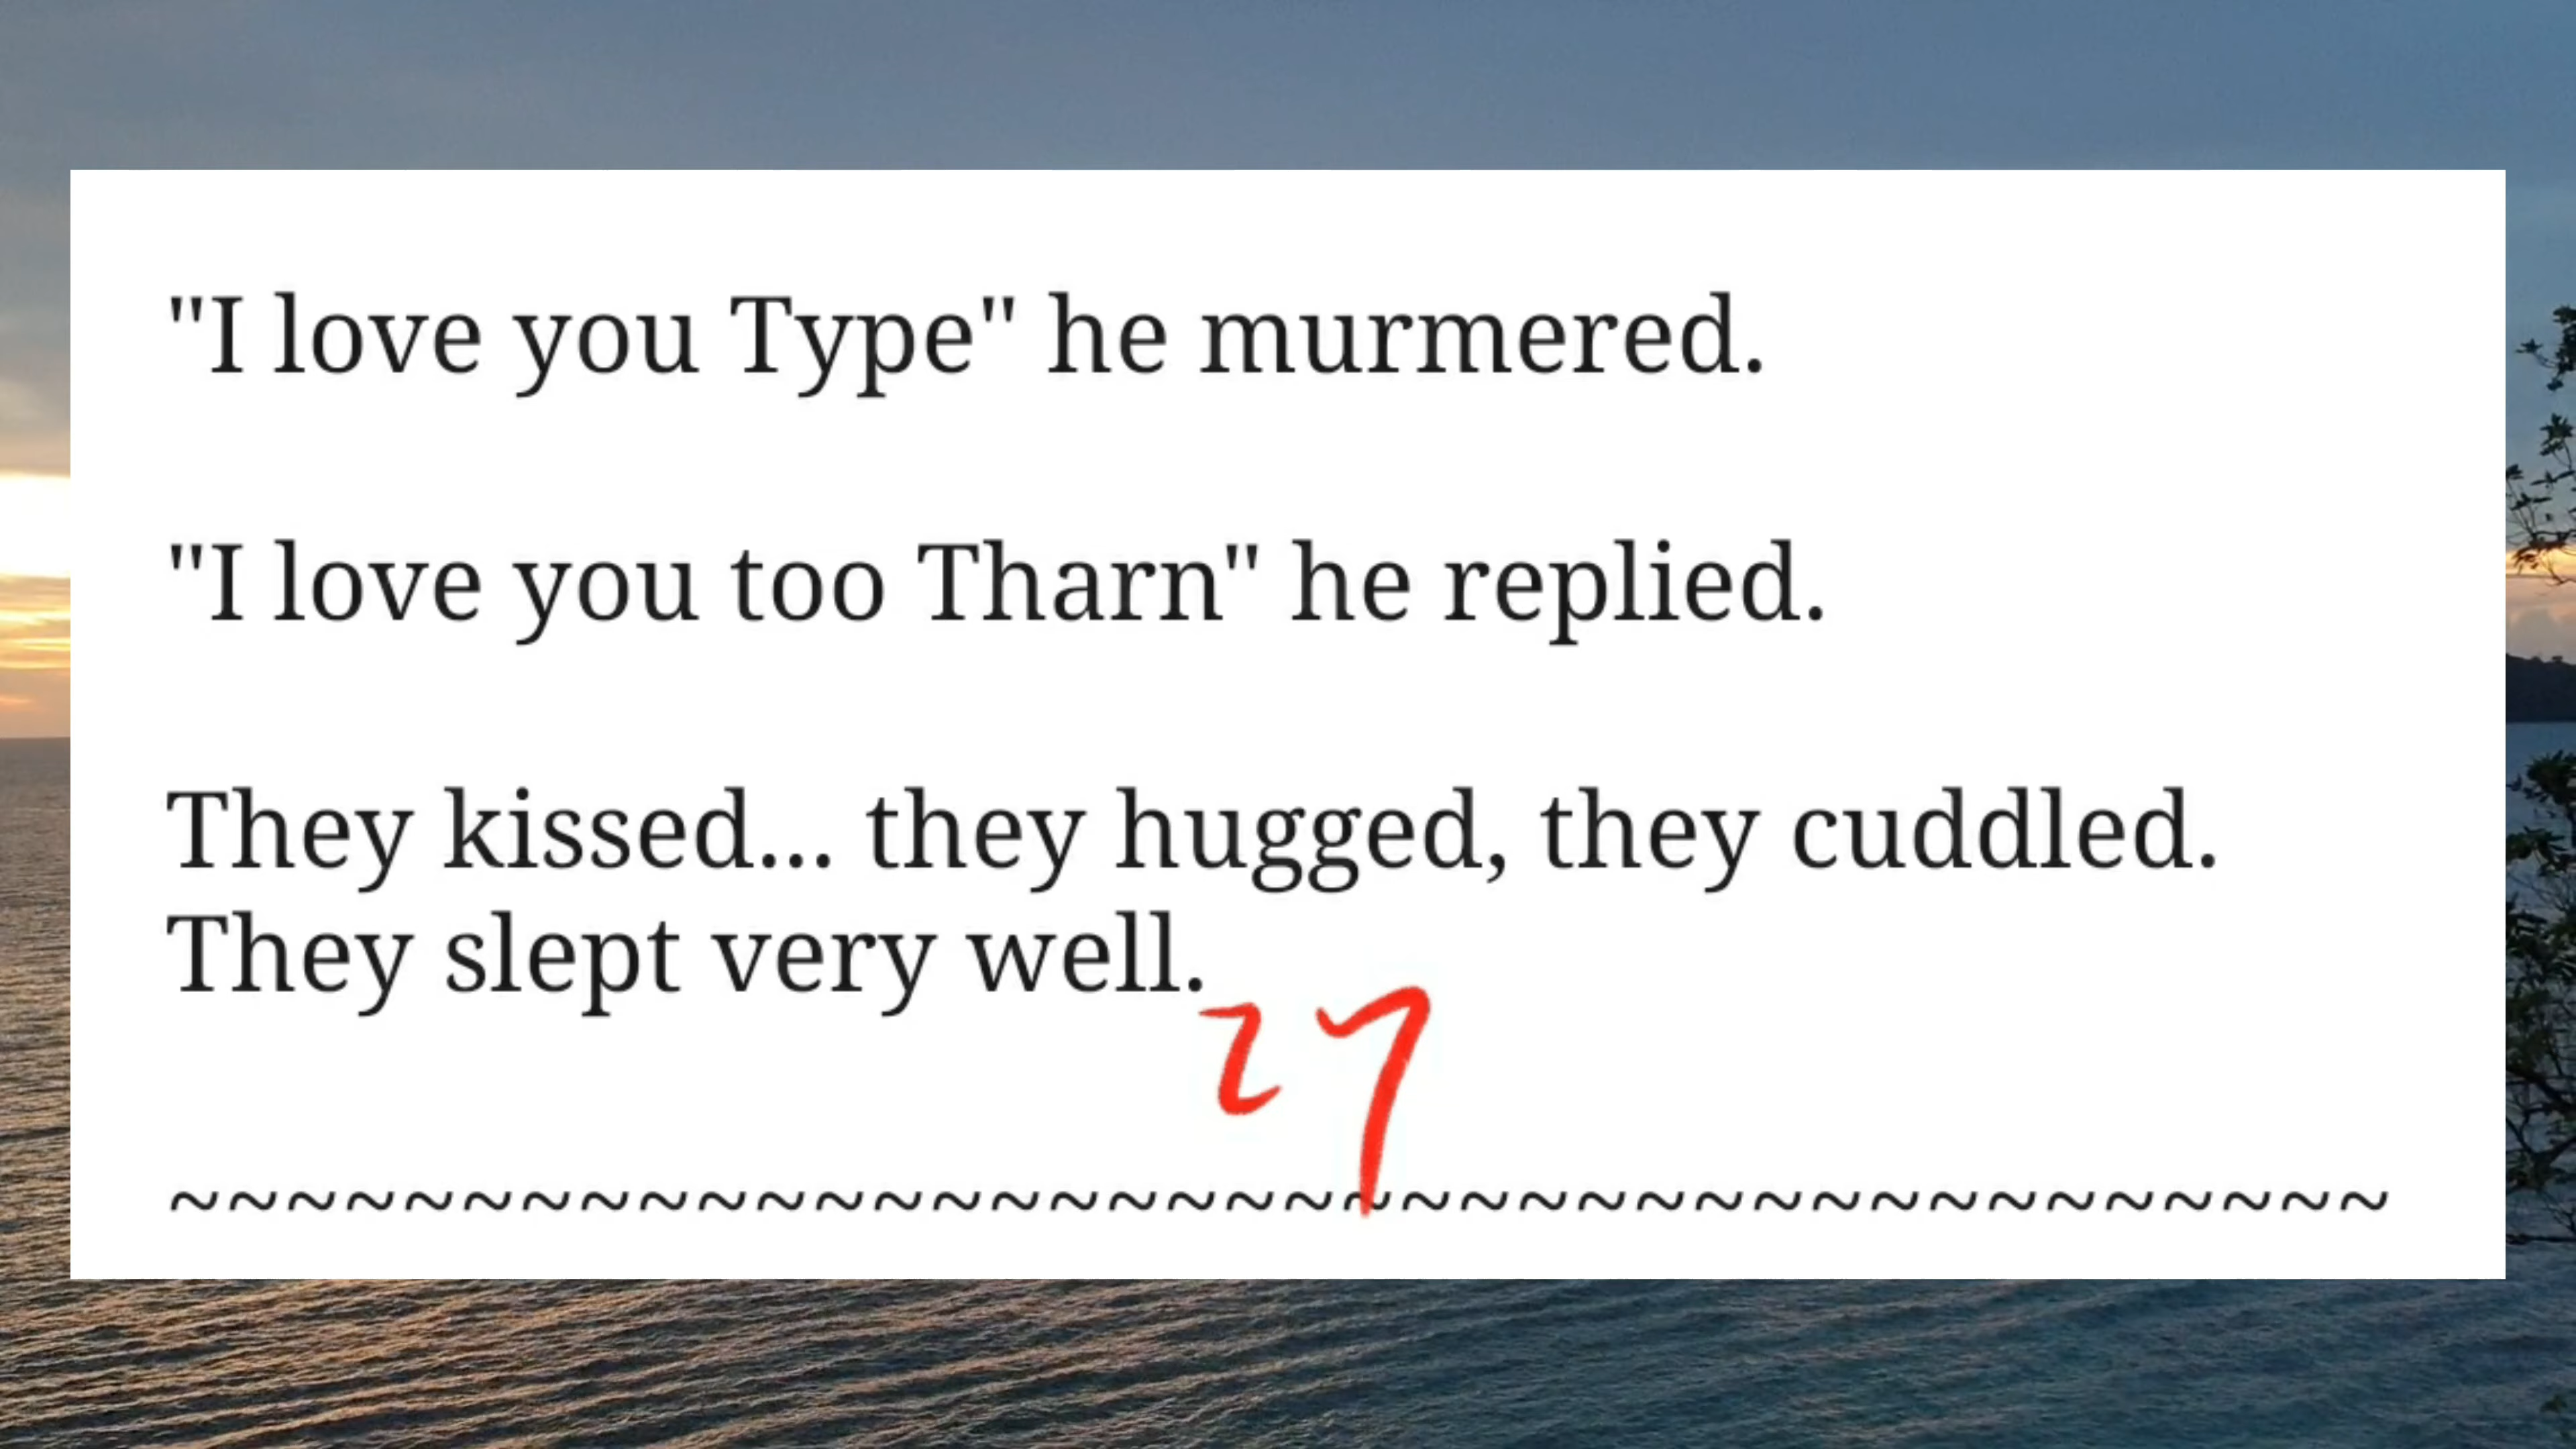 "I love you Type" he murmered.
"I love you too Tharn" he replied.
They kissed... they hugged, they cuddled.
They slept very well.
27
~~~~~~~~~~~~~~~~~~~~~~~~~~~~~~~~~~~~~~